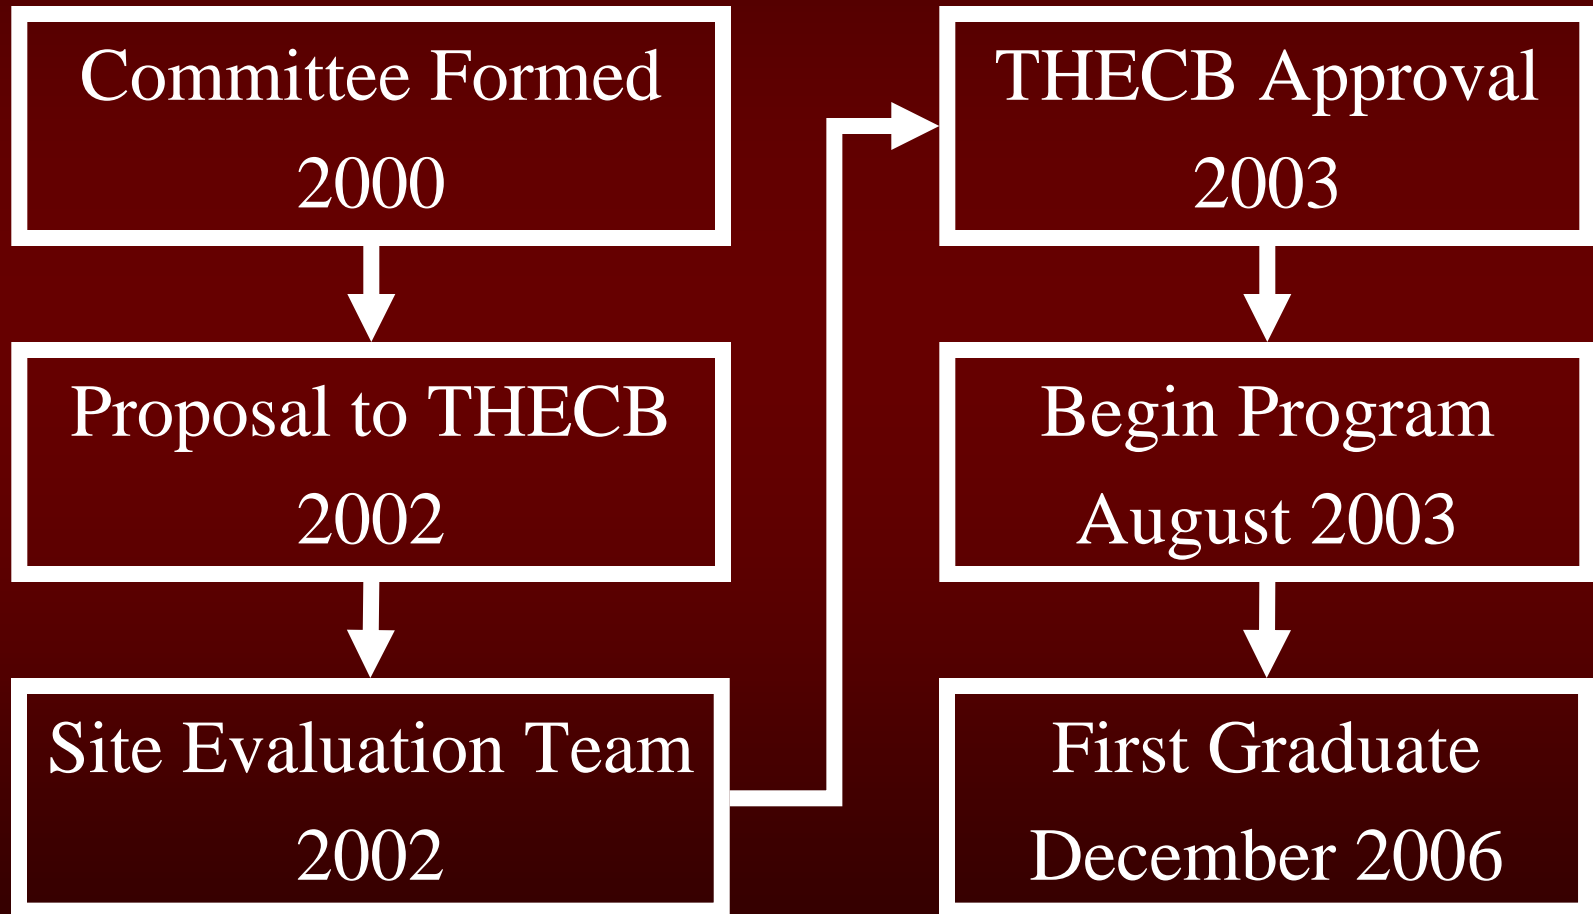 Committee Formed
2000
Proposal to THECB
2002
Site Evaluation Team
2002
THECB Approval
2003
Begin Program
August 2003
First Graduate
December 2006